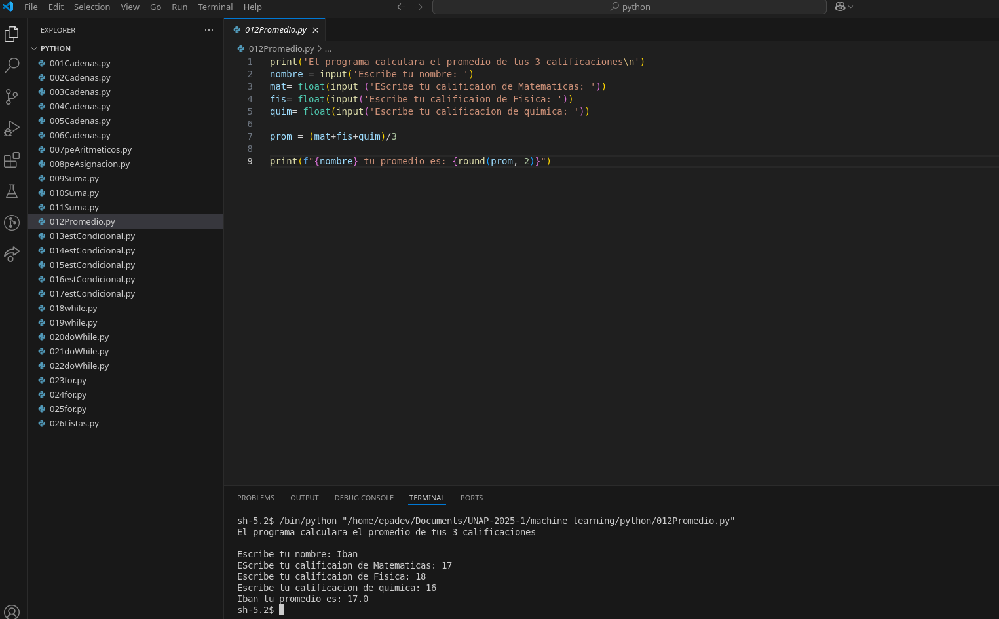 File Edit Selection View Go Run Terminal Help
python
EXPLORER
PYTHON
001Cadenas.py
002Cadenas.py
003Cadenas.py
004Cadenas.py
005Cadenas.py
006Cadenas.py
007peAritmeticos.py
008peAsignacion.py
009Suma.py
010Suma.py
011Suma.py
012Promedio.py
013estCondicional.py
014estCondicional.py
015estCondicional.py
016estCondicional.py
017estCondicional.py
018while.py
019while.py
020doWhile.py
021doWhile.py
022doWhile.py
023for.py
024for.py
025for.py
026Listas.py
012Promedio.py
012Promedio.py > ...
1 print('El programa calculara el promedio de tus 3 calificaciones\n')
2 nombre = input('Escribe tu nombre: ')
3 mat= float(input ('EScribe tu calificaion de Matematicas: '))
4 fis= float(input('Escribe tu calificaion de Fisica: '))
5 quim= float(input('Escribe tu calificacion de quimica: '))
6
7 prom = (mat+fis+quim)/3
8
9 print(f"{nombre} tu promedio es: {round(prom, 2)}")
PROBLEMS OUTPUT DEBUG CONSOLE TERMINAL PORTS
sh-5.2$ /bin/python "/home/epadev/Documents/UNAP-2025-1/machine learning/python/012Promedio.py"
El programa calculara el promedio de tus 3 calificaciones
Escribe tu nombre: Iban
EScribe tu calificaion de Matematicas: 17
Escribe tu calificaion de Fisica: 18
Escribe tu calificacion de quimica: 16
Iban tu promedio es: 17.0
sh-5.2$